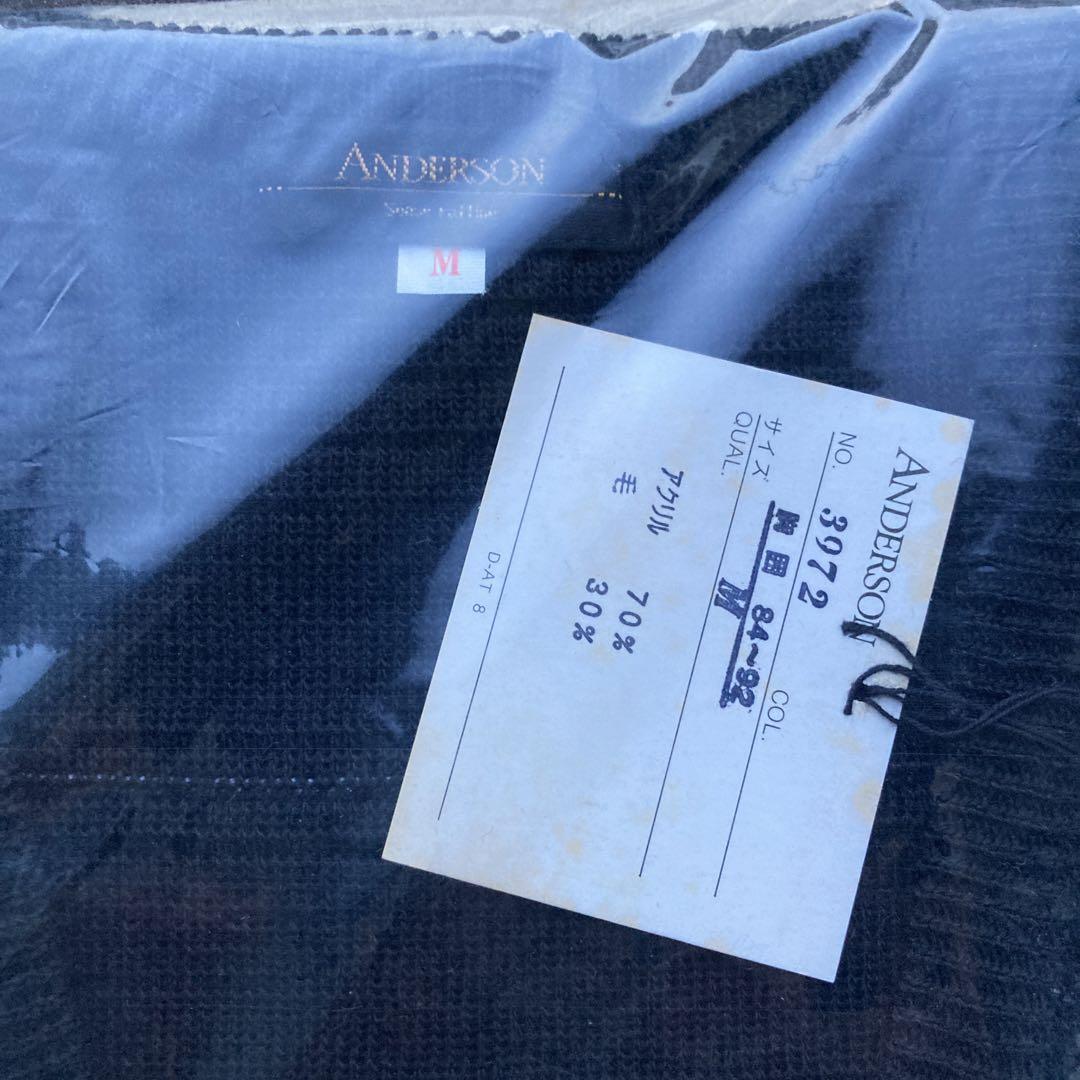 ANDERSON
M
ANDERSON
NO. 3972 COL.
サイズ 胸囲 84~92
QUAL. M
アクリル 70%
毛 30%
D-AT 8